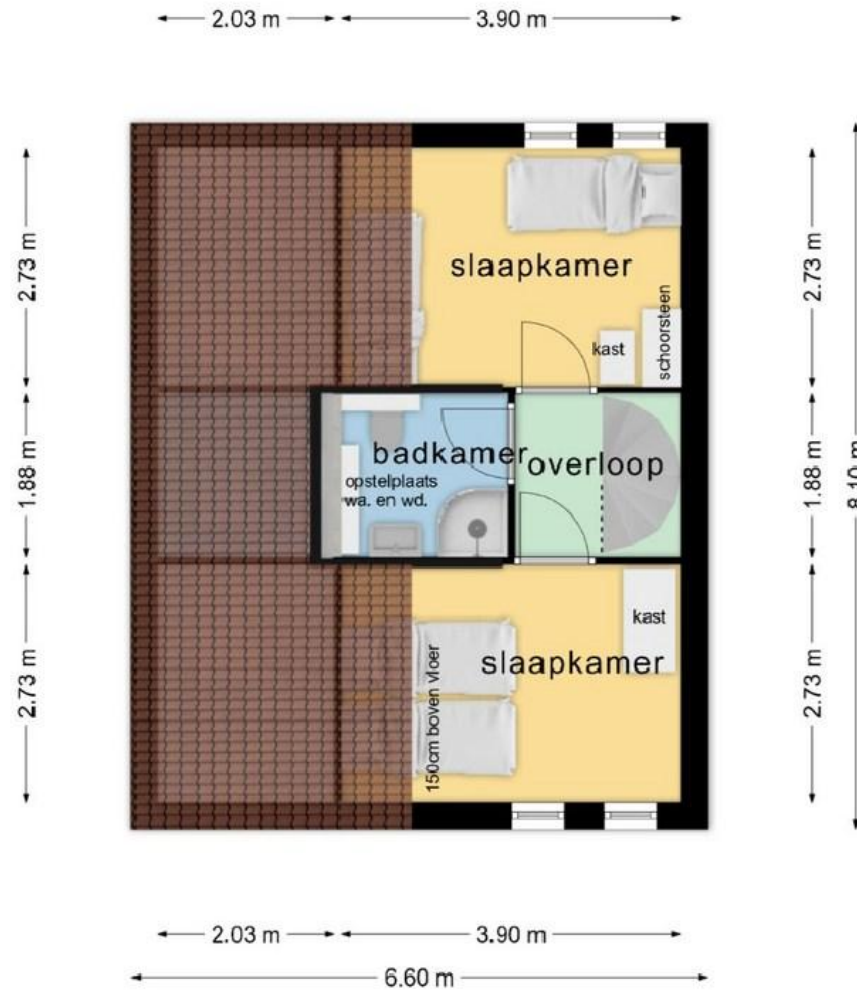 2.03 m 3.90 m
2.73 m
2.73 m
slaapkamer
schoorsteen
kast
1.88 m
1.88 m
8.10 m
badkamer
overloop
opstelplaats
wa. en wd.
2.73 m
2.73 m
kast
slaapkamer
150cm boven vloer
2.03 m 3.90 m
6.60 m